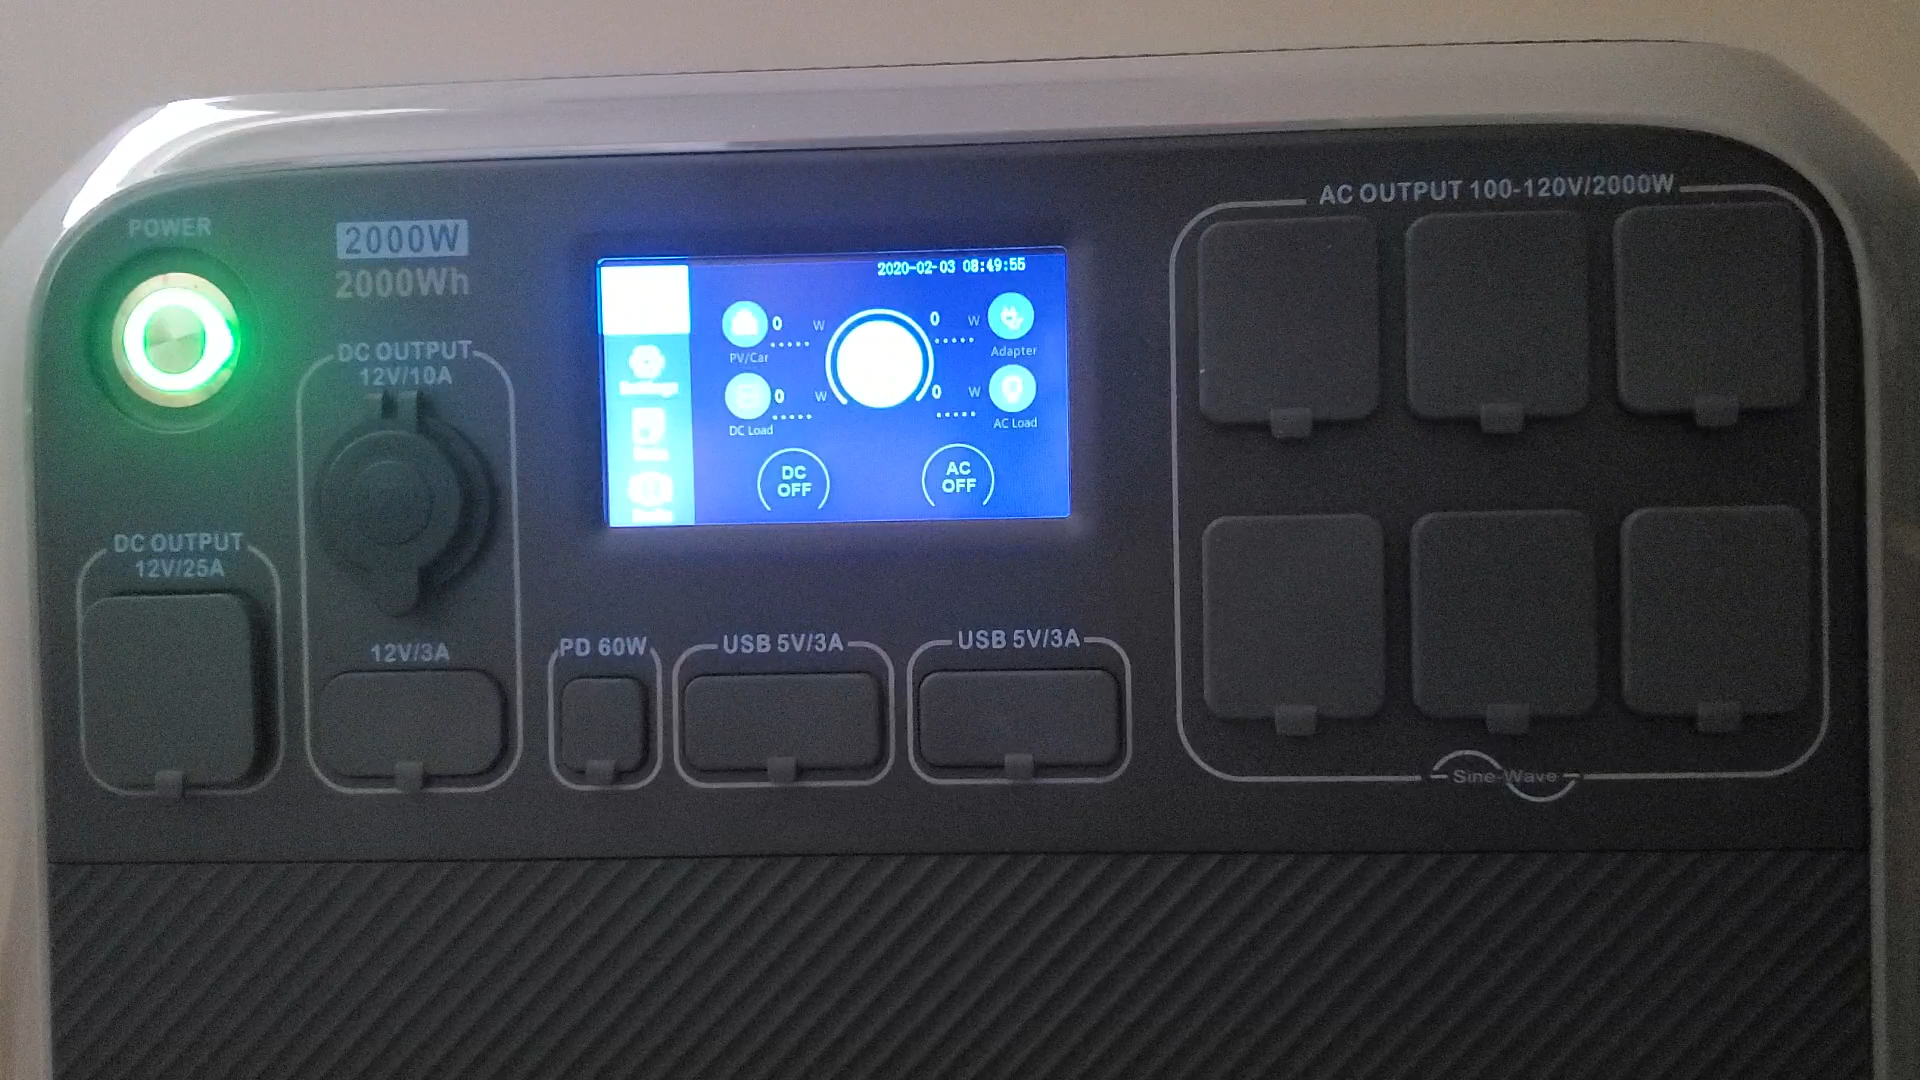 POWER
2000W
2000Wh
DC OUTPUT
12V/10A
DC OUTPUT
12V/25A
12V/3A
2020-02-03 08:49:55
0 W
PV/Car
0 W
Adapter
0 W
DC Load
0 W
AC Load
Settings
DC
OFF
AC
OFF
PD 60W
USB 5V/3A
USB 5V/3A
AC OUTPUT 100-120V/2000W
Sine-Wave